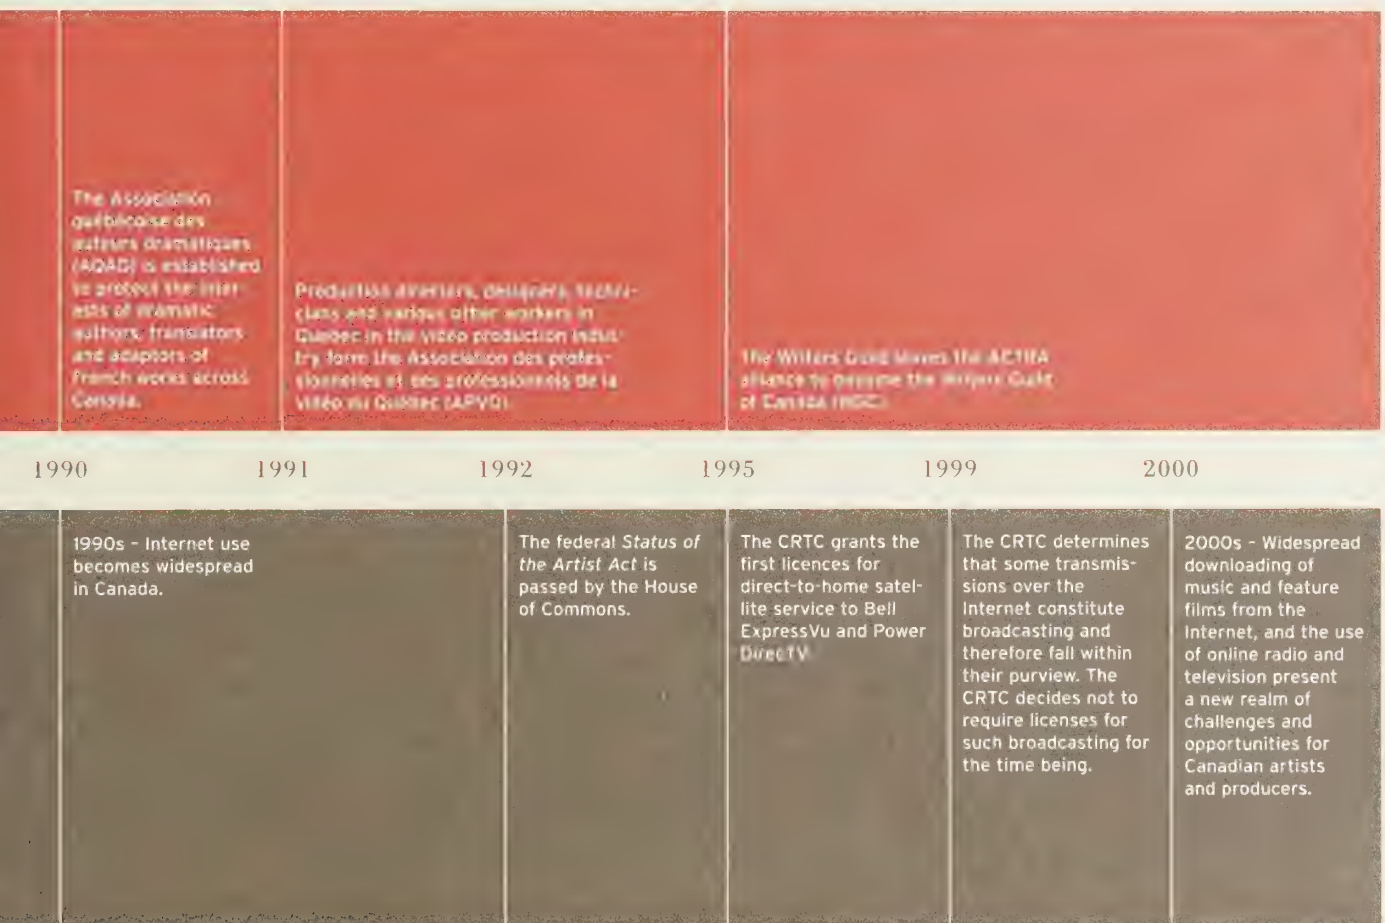 The Association
québécoise des
auteurs dramatiques
(AQAD) is established
to protect the inter-
ests of dramatic
authors, translators
and adaptors of
French works across
Canada.
Production directors, designers, techni-
cians and various other workers in
Quebec in the video production indus-
try form the Association des profes-
sionnelles et des professionnels de la
vidéo du Québec (APVQ).
The Writers Guild leaves the ACTRA
alliance to become the Writers Guild
of Canada (WGC).
1990 1991 1992 1995 1999 2000
1990s - Internet use
becomes widespread
in Canada.
The federal Status of
the Artist Act is
passed by the House
of Commons.
The CRTC grants the
first licences for
direct-to-home satel-
lite service to Bell
ExpressVu and Power
DirecTV.
The CRTC determines
that some transmis-
sions over the
Internet constitute
broadcasting and
therefore fall within
their purview. The
CRTC decides not to
require licenses for
such broadcasting for
the time being.
2000s - Widespread
downloading of
music and feature
films from the
Internet, and the use
of online radio and
television present
a new realm of
challenges and
opportunities for
Canadian artists
and producers.